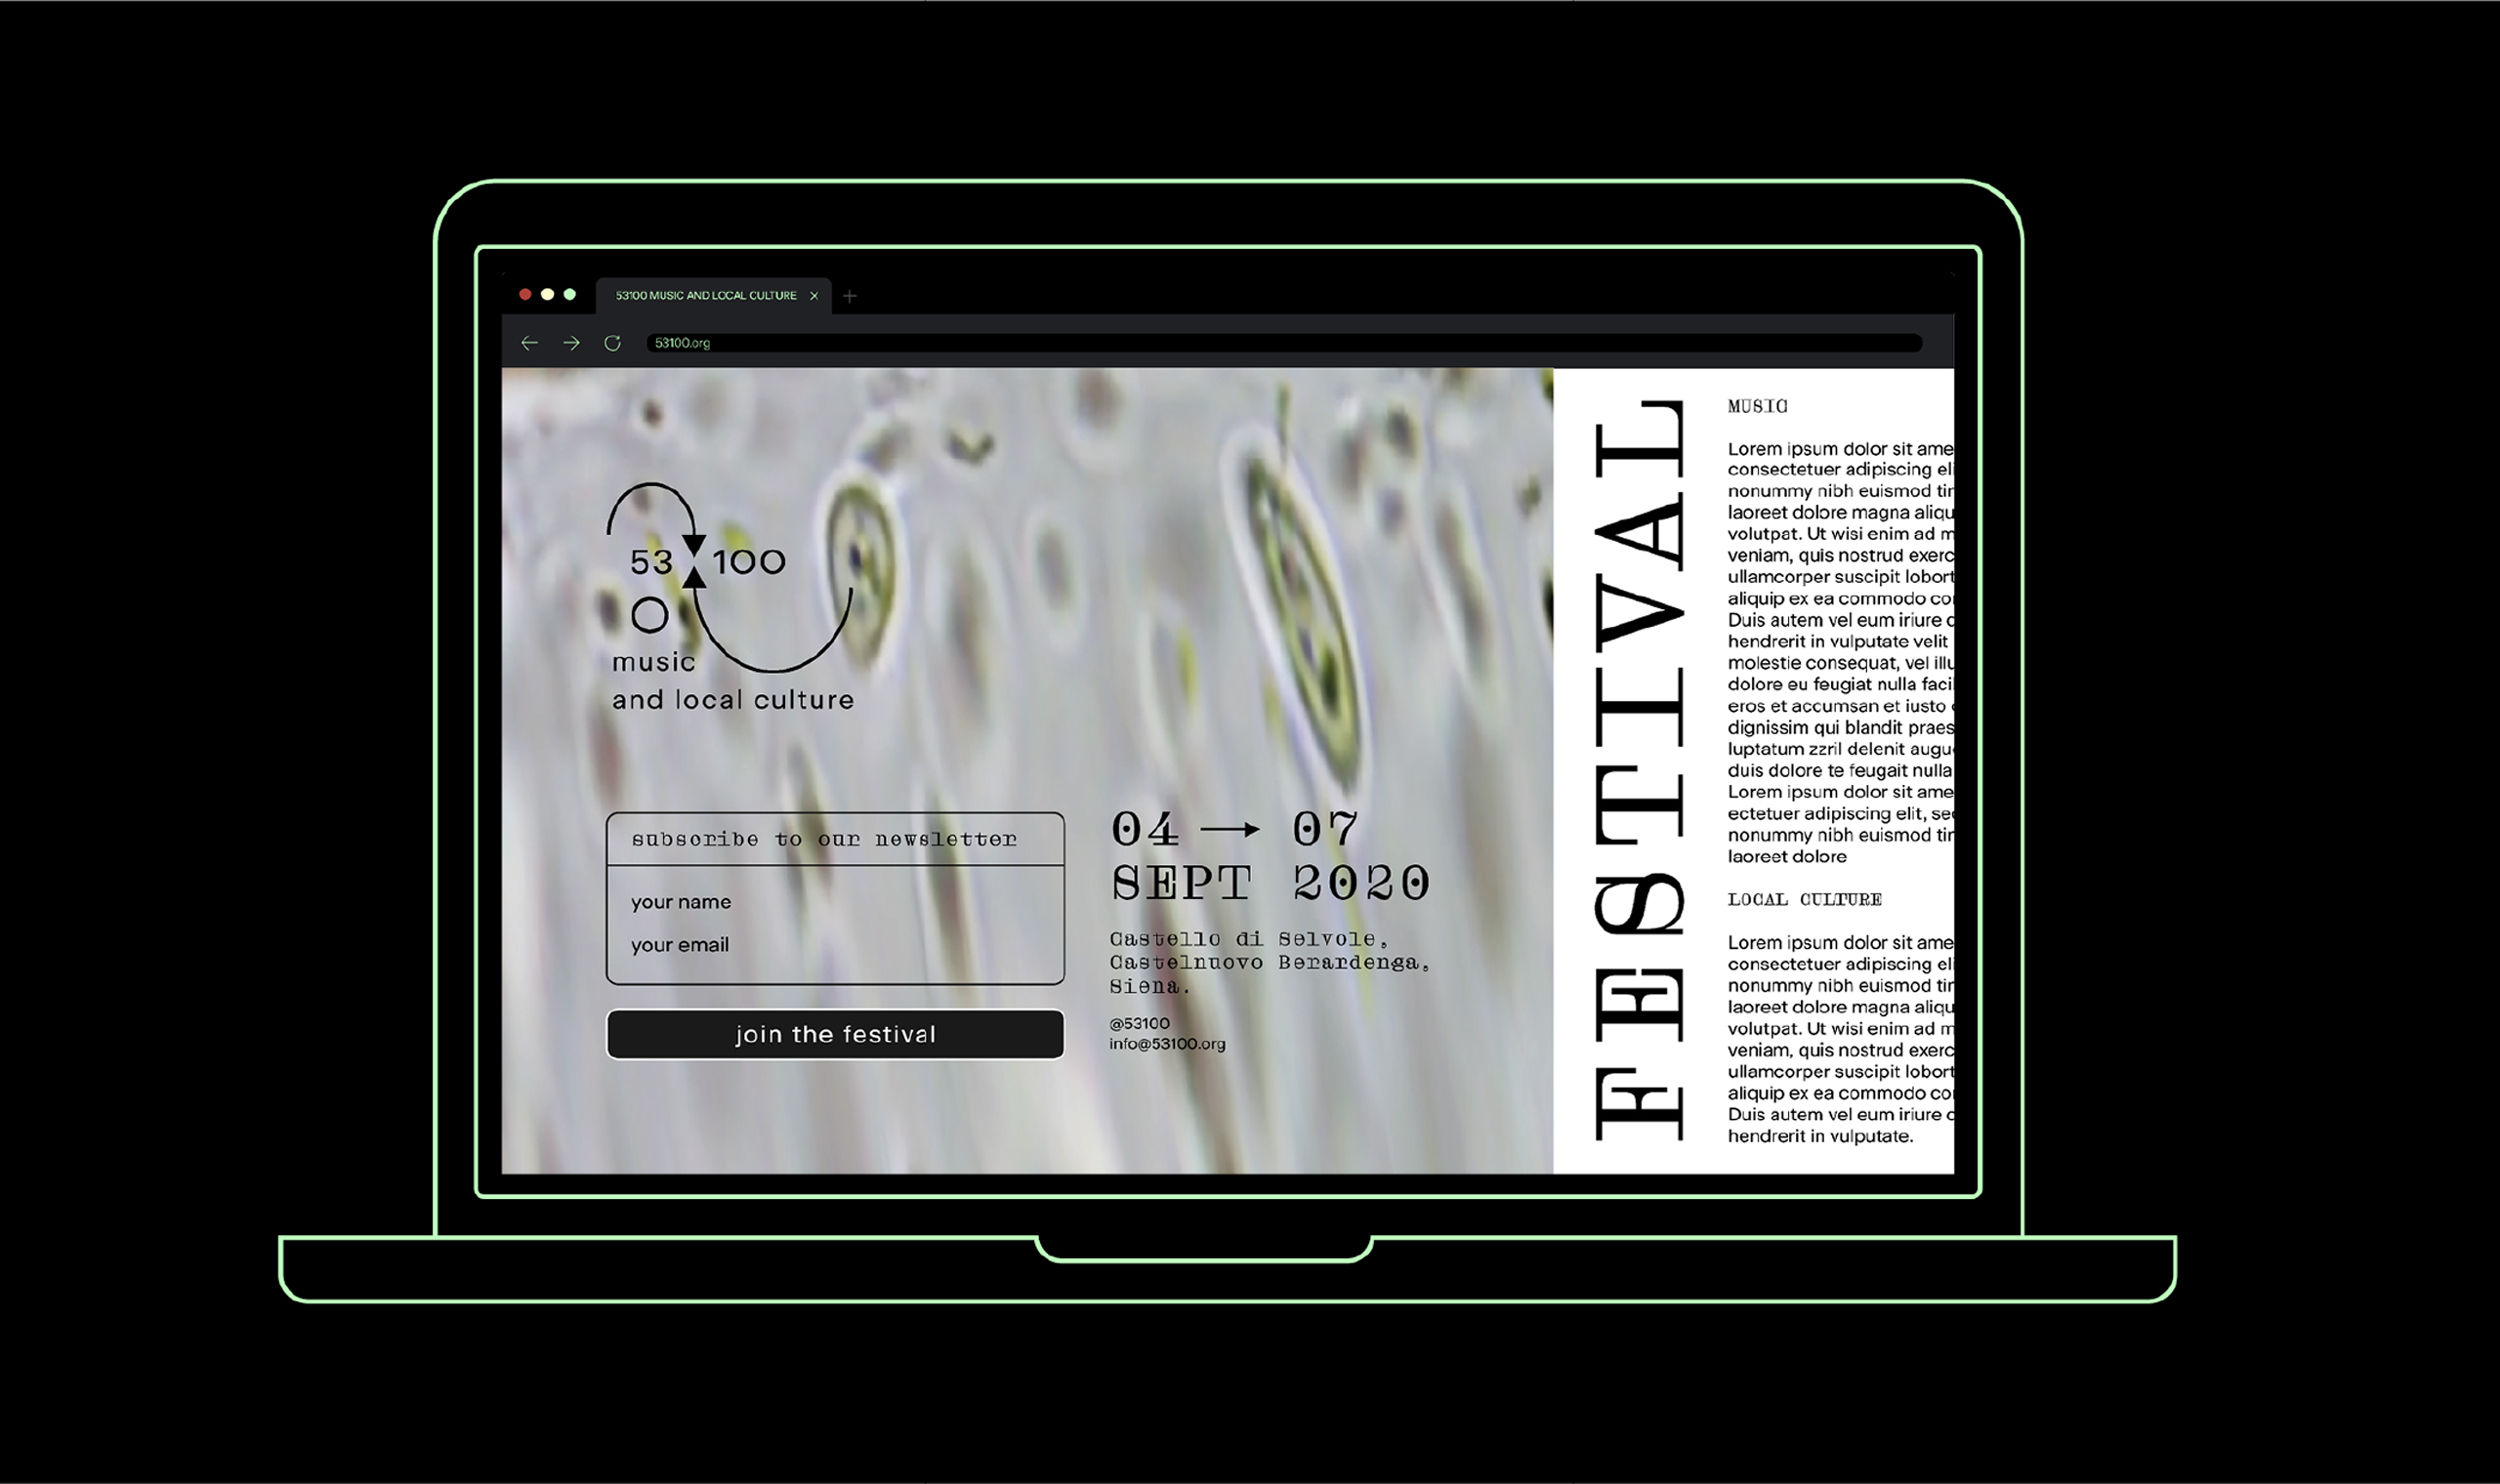 53100 MUSIC AND LOCAL CULTURE
53100.org
53 100
music
and local culture
subscribe to our newsletter
your name
your email
join the festival
04 → 07
SEPT 2020
Castello di Selvole,
Castelnuovo Berardenga,
Siena.
@53100
info@53100.org
FESTIVAL
MUSIC
Lorem ipsum dolor sit ame
consectetuer adipiscing eli
nonummy nibh euismod tin
laoreet dolore magna aliqu
volutpat. Ut wisi enim ad m
veniam, quis nostrud exerc
ullamcorper suscipit lobort
aliquip ex ea commodo co
Duis autem vel eum iriure d
hendrerit in vulputate velit
molestie consequat, vel illu
dolore eu feugiat nulla facil
eros et accumsan et iusto o
dignissim qui blandit praes
luptatum zzril delenit augu
duis dolore te feugait nulla
Lorem ipsum dolor sit ame
ectetuer adipiscing elit, sed
nonummy nibh euismod tin
laoreet dolore
LOCAL CULTURE
Lorem ipsum dolor sit ame
consectetuer adipiscing eli
nonummy nibh euismod tin
laoreet dolore magna aliqu
volutpat. Ut wisi enim ad m
veniam, quis nostrud exerc
ullamcorper suscipit lobort
aliquip ex ea commodo co
Duis autem vel eum iriure d
hendrerit in vulputate.